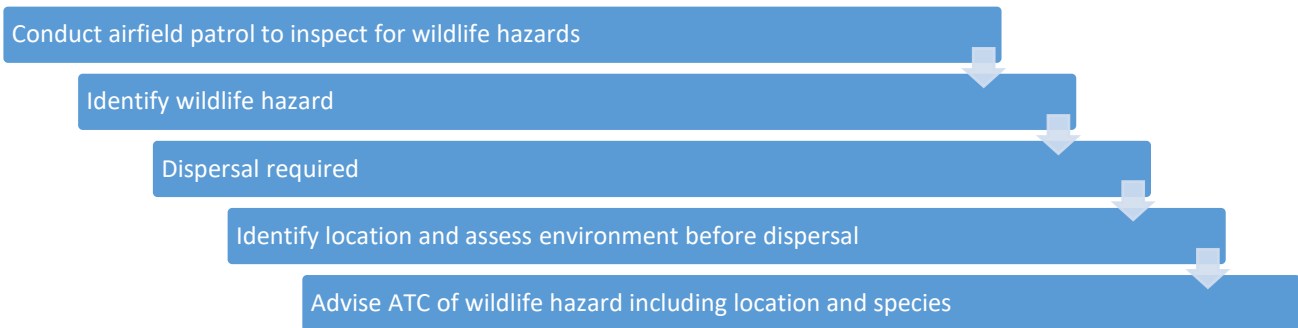 Conduct airfield patrol to inspect for wildlife hazards
Identify wildlife hazard
Dispersal required
Identify location and assess environment before dispersal
Advise ATC of wildlife hazard including location and species